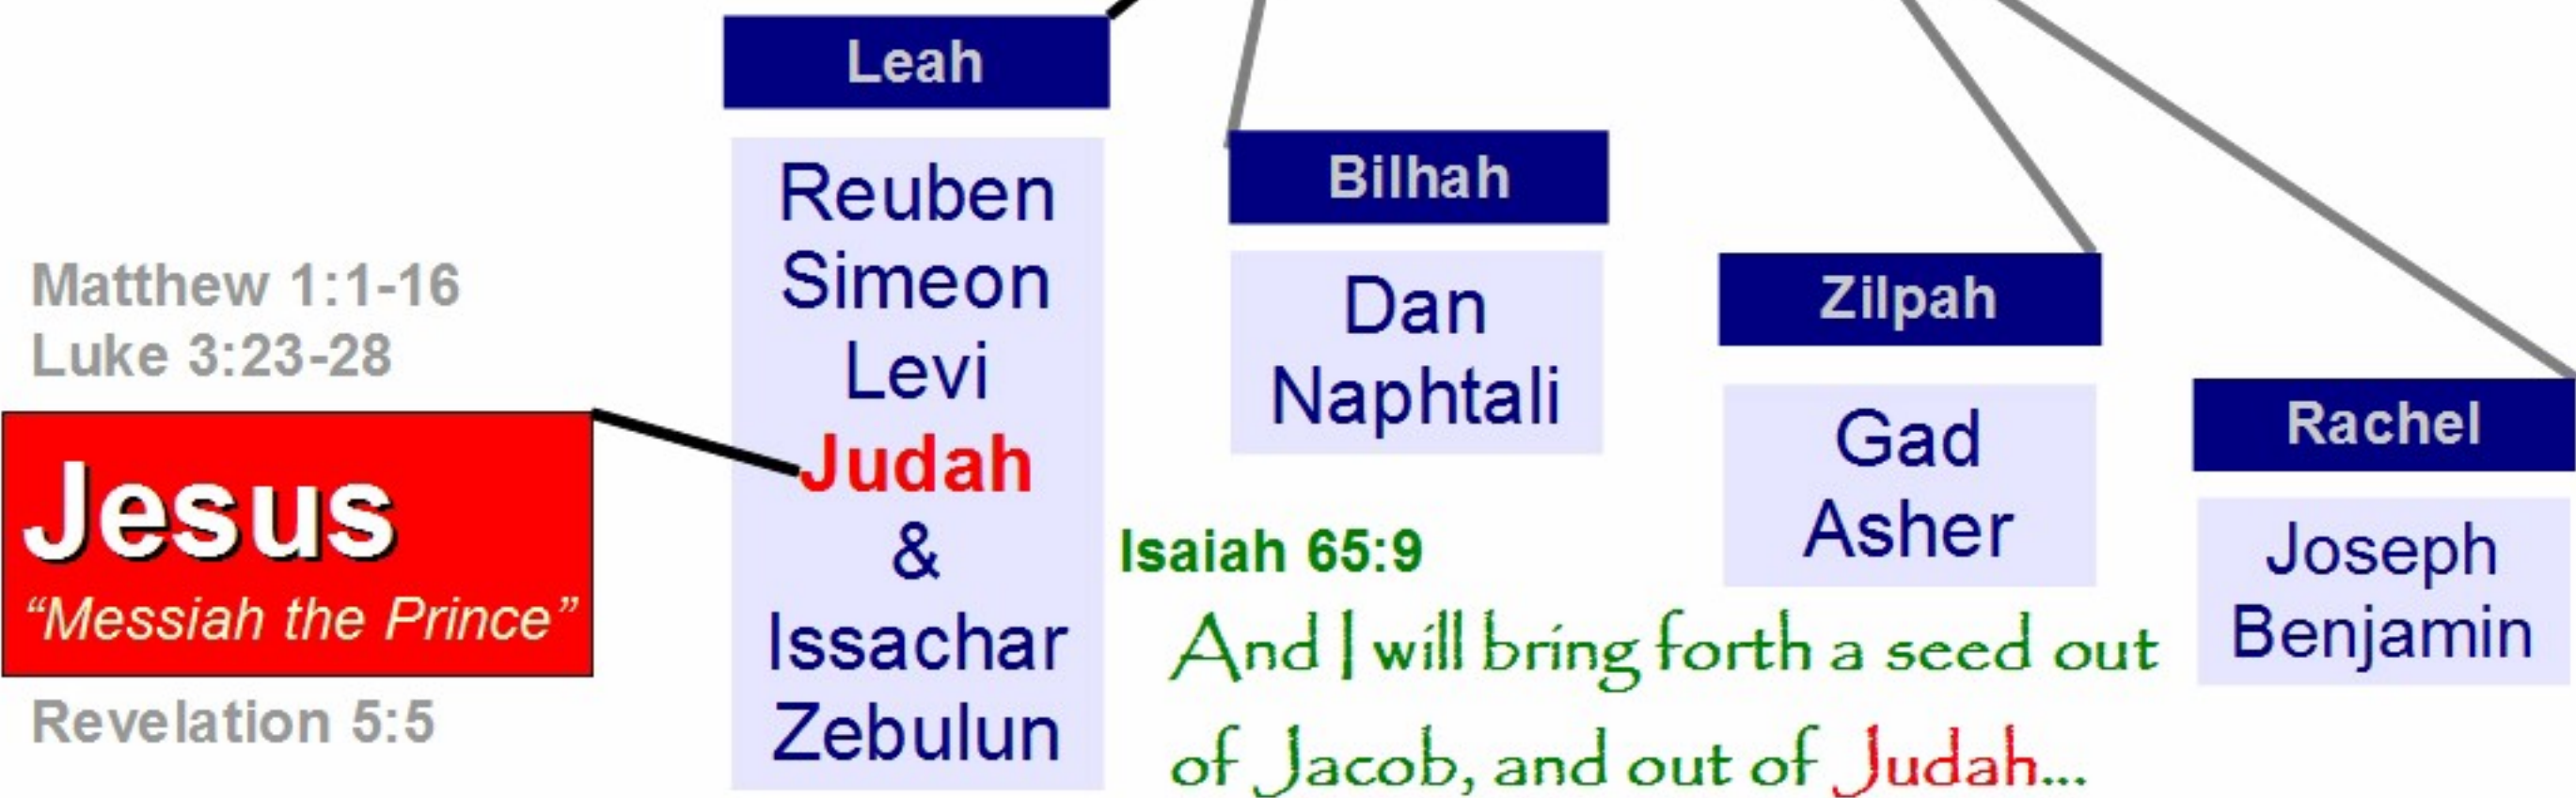 Leah
Reuben
Simeon
Levi
Judah
&
Issachar
Zebulun
Bilhah
Dan
Naphtali
Zilpah
Gad
Asher
Rachel
Joseph
Benjamin
Matthew 1:1-16
Luke 3:23-28
Jesus
“Messiah the Prince”
Revelation 5:5
Isaiah 65:9
And I will bring forth a seed out
of Jacob, and out of Judah...